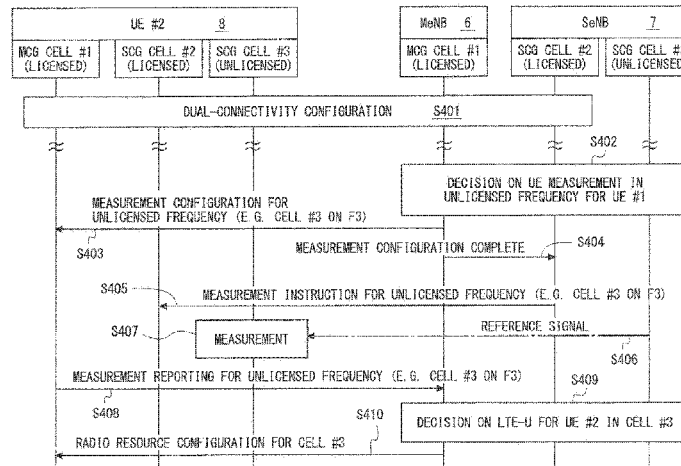 UE #2 8
MeNB 6
SeNB 7
MCG CELL #1
(LICENSED)
SCG CELL #2
(LICENSED)
SCG CELL #3
(UNLICENSED)
MCG CELL #1
(LICENSED)
SCG CELL #2
(LICENSED)
SCG CELL #
(UNLICENSED
DUAL-CONNECTIVITY CONFIGURATION S401
S402
DECISION ON UE MEASUREMENT IN
UNLICENSED FREQUENCY FOR UE #1
MEASUREMENT CONFIGURATION FOR
UNLICENSED FREQUENCY (E.G. CELL #3 ON F3)
S403
MEASUREMENT CONFIGURATION COMPLETE
S404
S405
MEASUREMENT INSTRUCTION FOR UNLICENSED FREQUENCY (E.G. CELL #3 ON F3)
S407
MEASUREMENT
REFERENCE SIGNAL
S406
MEASUREMENT REPORTING FOR UNLICENSED FREQUENCY (E.G. CELL #3 ON F3)
S408
S409
DECISION ON LTE-U FOR UE #2 IN CELL #3
S410
RADIO RESOURCE CONFIGURATION FOR CELL #3